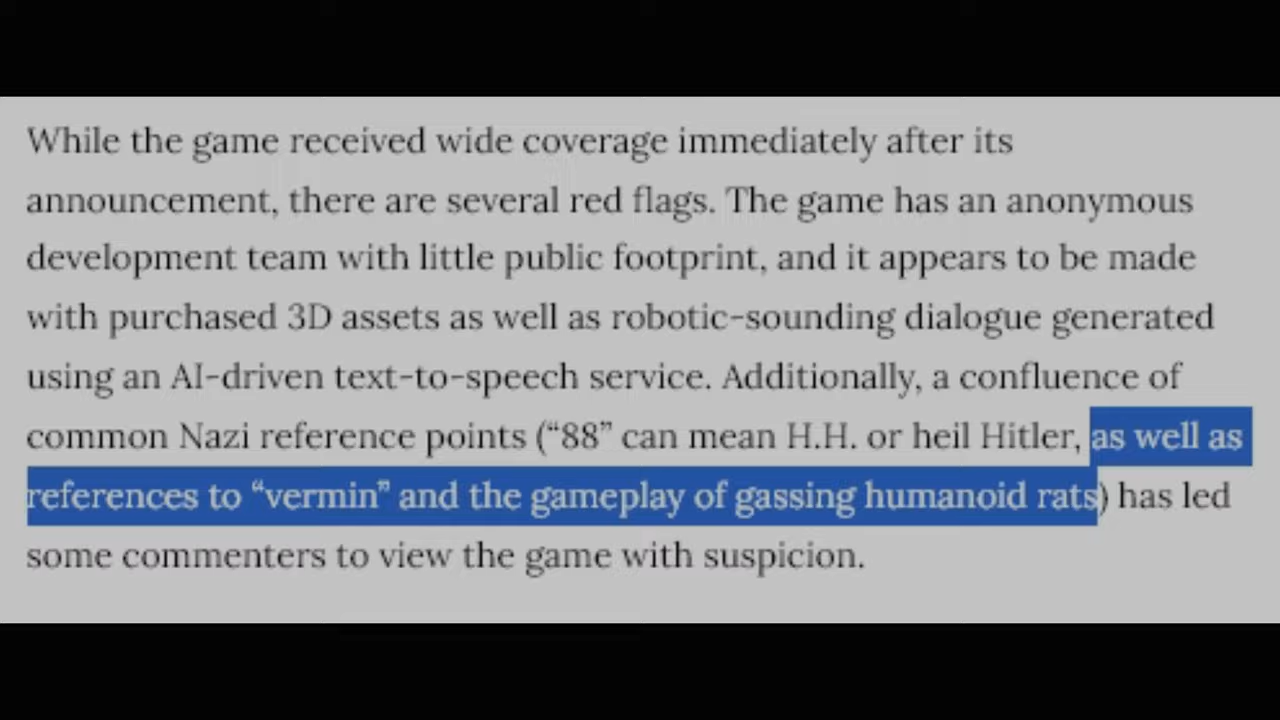 While the game received wide coverage immediately after its
announcement, there are several red flags. The game has an anonymous
development team with little public footprint, and it appears to be made
with purchased 3D assets as well as robotic-sounding dialogue generated
using an AI-driven text-to-speech service. Additionally, a confluence of
common Nazi reference points (“88” can mean H.H. or heil Hitler, as well as
references to “vermin” and the gameplay of gassing humanoid rats) has led
some commenters to view the game with suspicion.